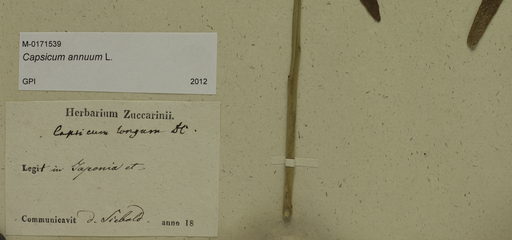 M-0171539
Capsicum annuum L.
GPI 2012
Herbarium Zuccarinii.
Capsicum longum DC.
Legit in Japonia et
Communicavit d. Siebold. anno 18